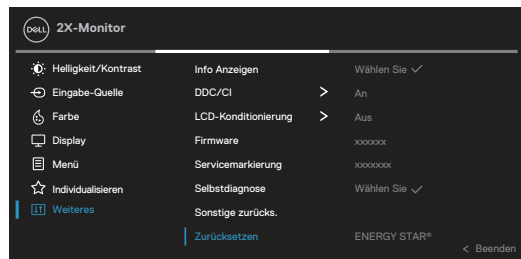 DELL 2X-Monitor
Helligkeit/Kontrast Info Anzeigen Wählen Sie ✓
Eingabe-Quelle DDC/CI > An
Farbe LCD-Konditionierung > Aus
Display Firmware xxxxxx
Menü Servicemarkierung xxxxxxx
Individualisieren Selbstdiagnose Wählen Sie ✓
Weiteres Sonstige zurücks.
Zurücksetzen ENERGY STAR®
< Beenden